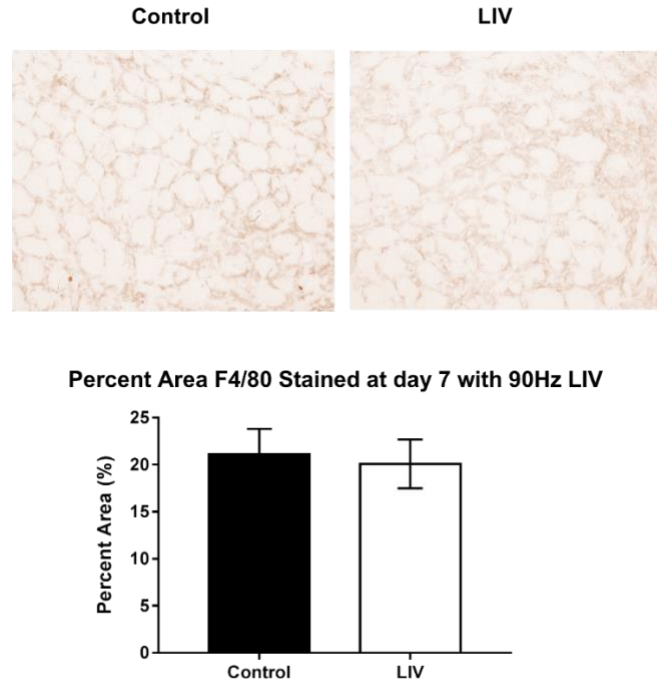 Control LIV
Percent Area F4/80 Stained at day 7 with 90Hz LIV
Percent Area (%)
25
20
15
10
5
0
Control LIV